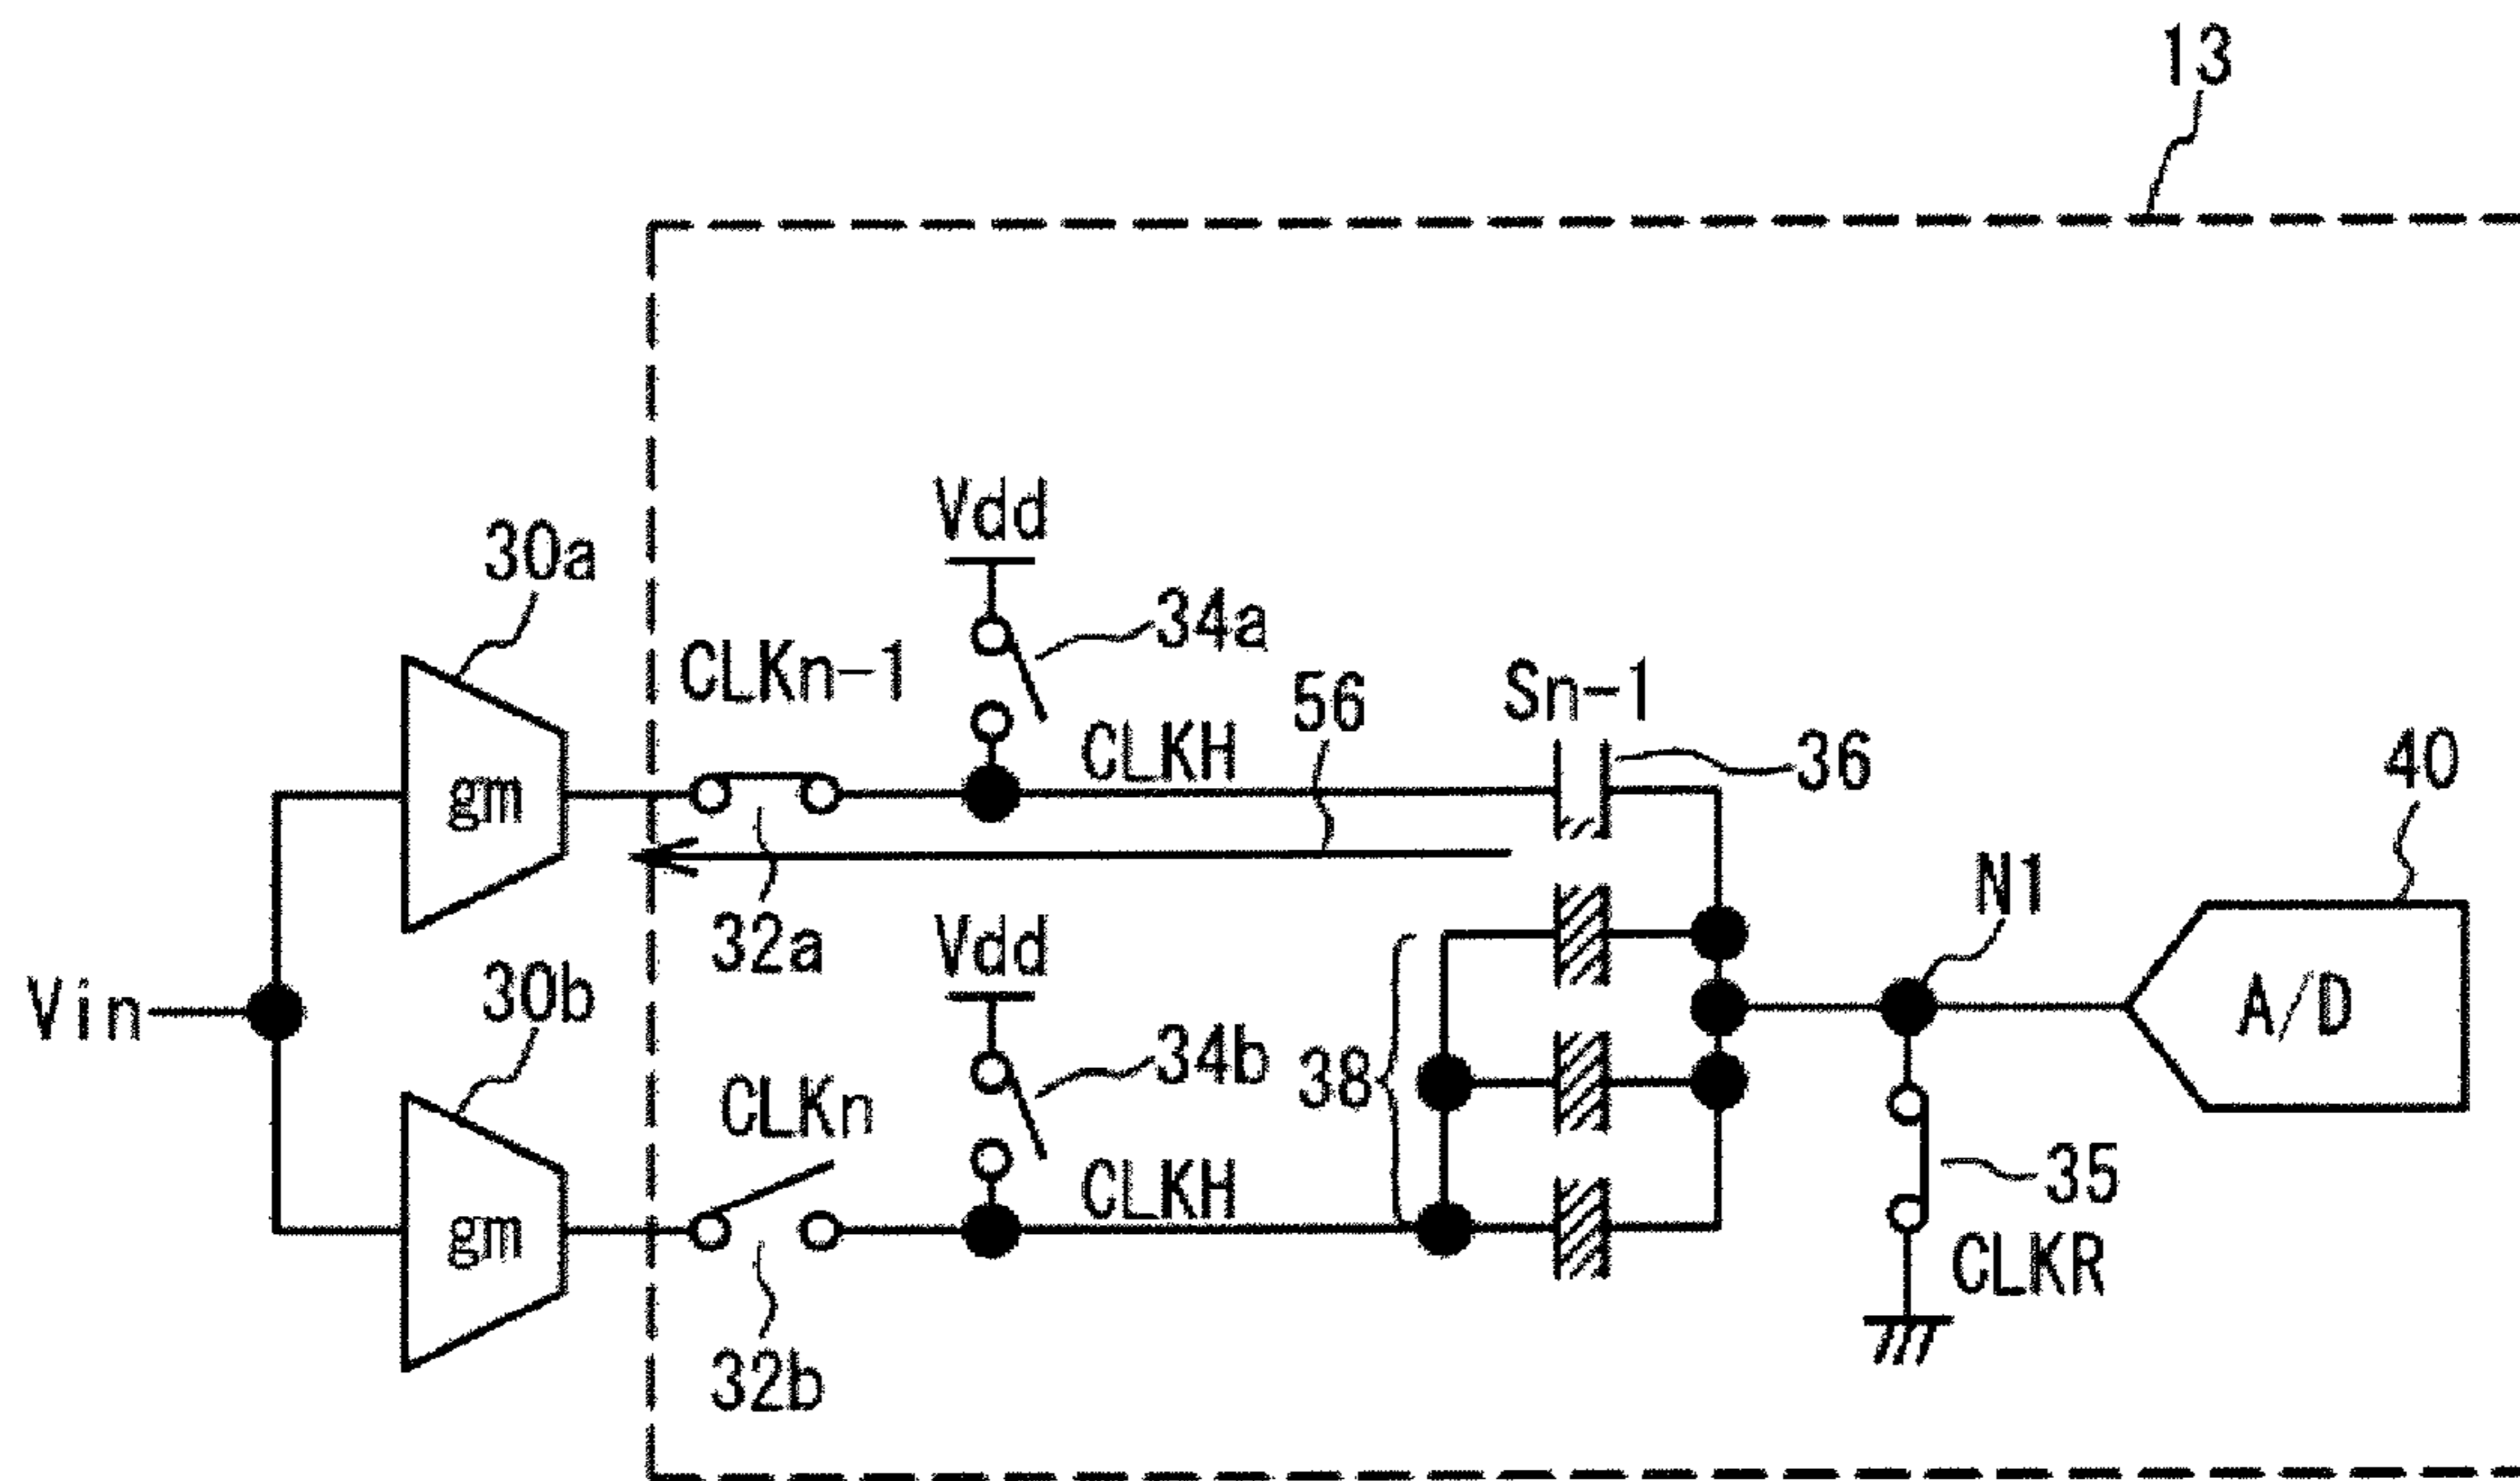 13
Vdd
30a
34a
CLKn-1
Sn-1
56
CLKH
36
40
gm
32a
N1
Vdd
30b
Vin
A/D
34b
38
CLKn
CLKH
35
gm
CLKR
32b